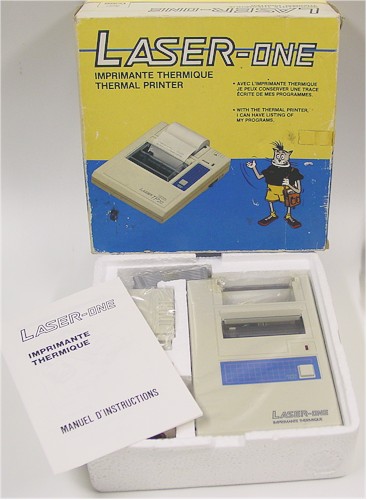 LASER-ONE
IMPRIMANTE THERMIQUE
THERMAL PRINTER
• AVEC L'IMPRIMANTE THERMIQUE
JE PEUX CONSERVER UNE TRACE
ÉCRITE DE MES PROGRAMMES.
• WITH THE THERMAL PRINTER,
I CAN HAVE LISTING OF
MY PROGRAMS.
LASER-ONE
LASER-ONE
IMPRIMANTE
THERMIQUE
MANUEL D'INSTRUCTIONS
LASER-ONE
IMPRIMANTE THERMIQUE